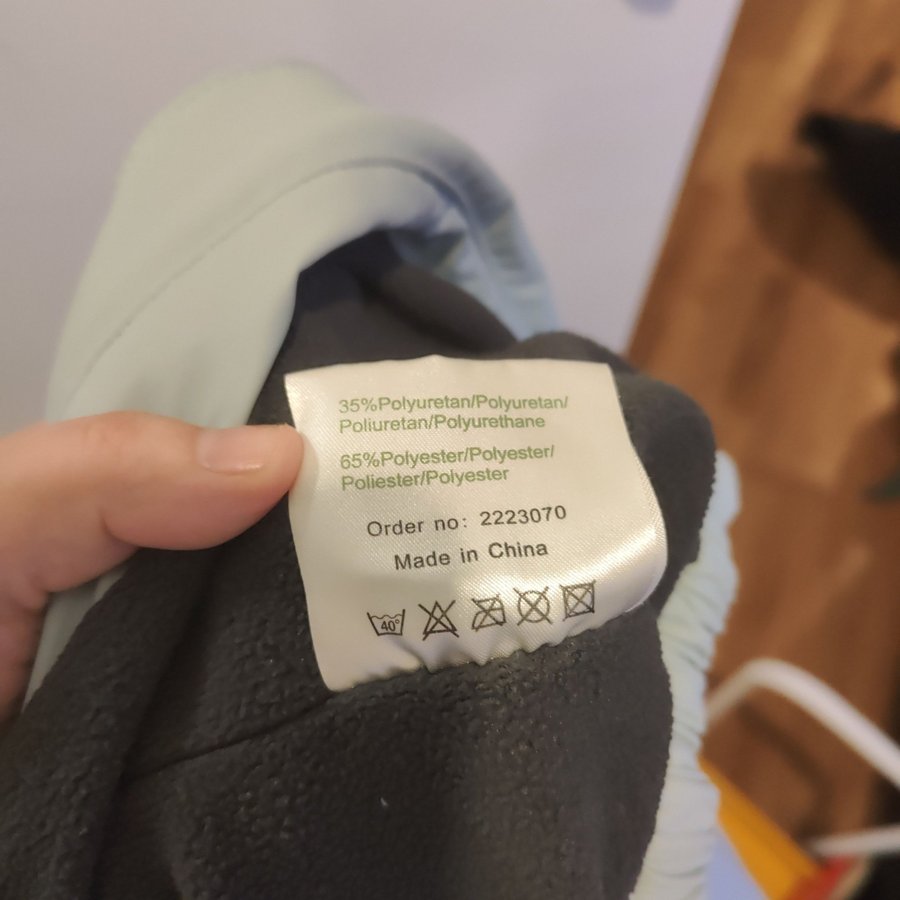 35%Polyuretan/Polyuretan/
Poliuretan/Polyurethane
65%Polyester/Polyester/
Poliester/Polyester
Order no: 2223070
Made in China
40°